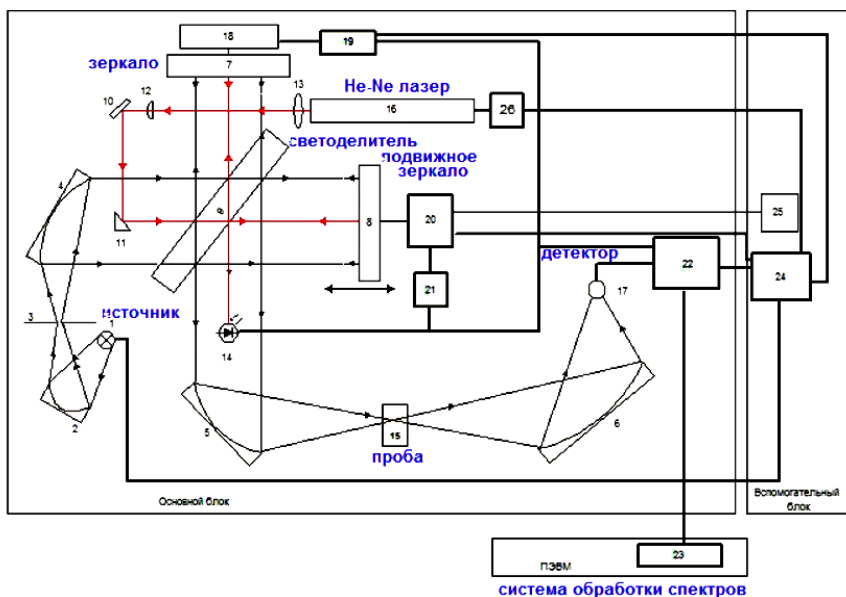 18
19
зеркало
7
He-Ne лазер
13
12
10
16
26
светоделитель
подвижное
зеркало
4
9
8
20
25
11
детектор
22
24
21
17
источник
3
1
14
2
5
6
15
проба
Основной блок
Вспомогательный
блок
ПЭВМ
23
система обработки спектров